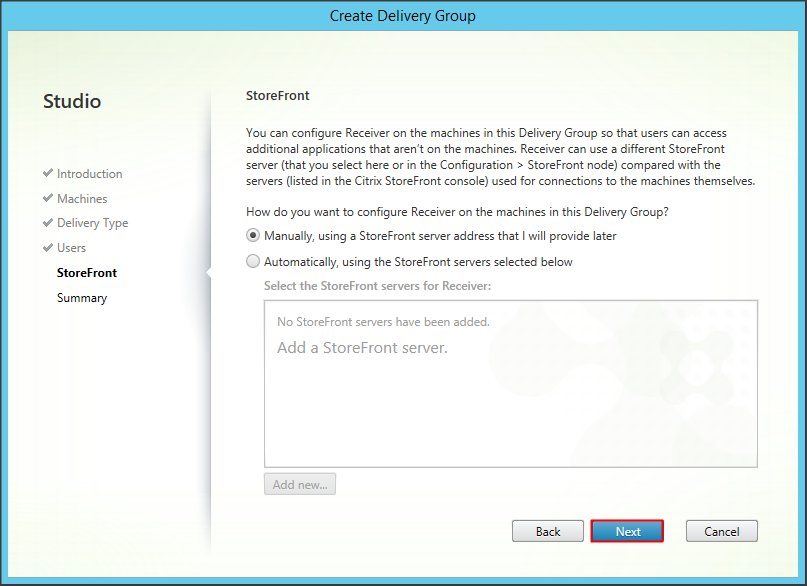 Create Delivery Group
Studio
Introduction
Machines
Delivery Type
Users
StoreFront
Summary
StoreFront
You can configure Receiver on the machines in this Delivery Group so that users can access
additional applications that aren't on the machines. Receiver can use a different StoreFront
server (that you select here or in the Configuration > StoreFront node) compared with the
servers (listed in the Citrix StoreFront console) used for connections to the machines themselves.
How do you want to configure Receiver on the machines in this Delivery Group?
Manually, using a StoreFront server address that I will provide later
Automatically, using the StoreFront servers selected below
Select the StoreFront servers for Receiver:
No StoreFront servers have been added.
Add a StoreFront server.
Add new...
Back
Next
Cancel